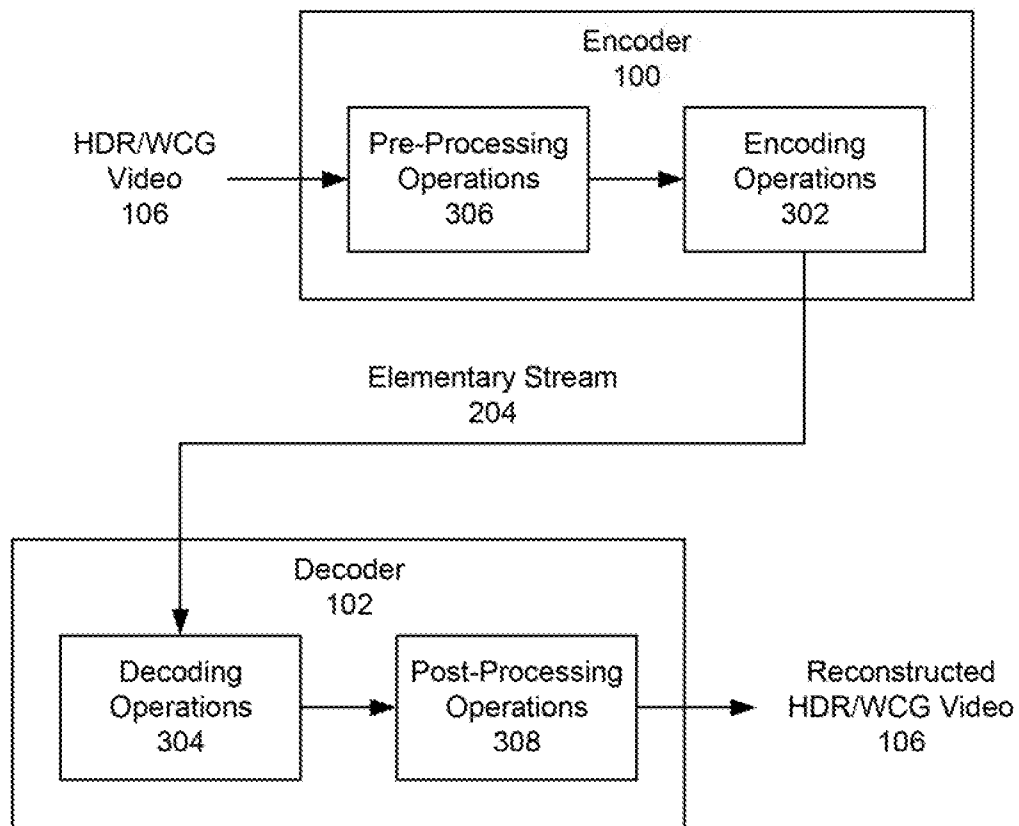 Encoder
100
HDR/WCG
Video
106
Pre-Processing
Operations
306
Encoding
Operations
302
Elementary Stream
204
Decoder
102
Decoding
Operations
304
Post-Processing
Operations
308
Reconstructed
HDR/WCG Video
106